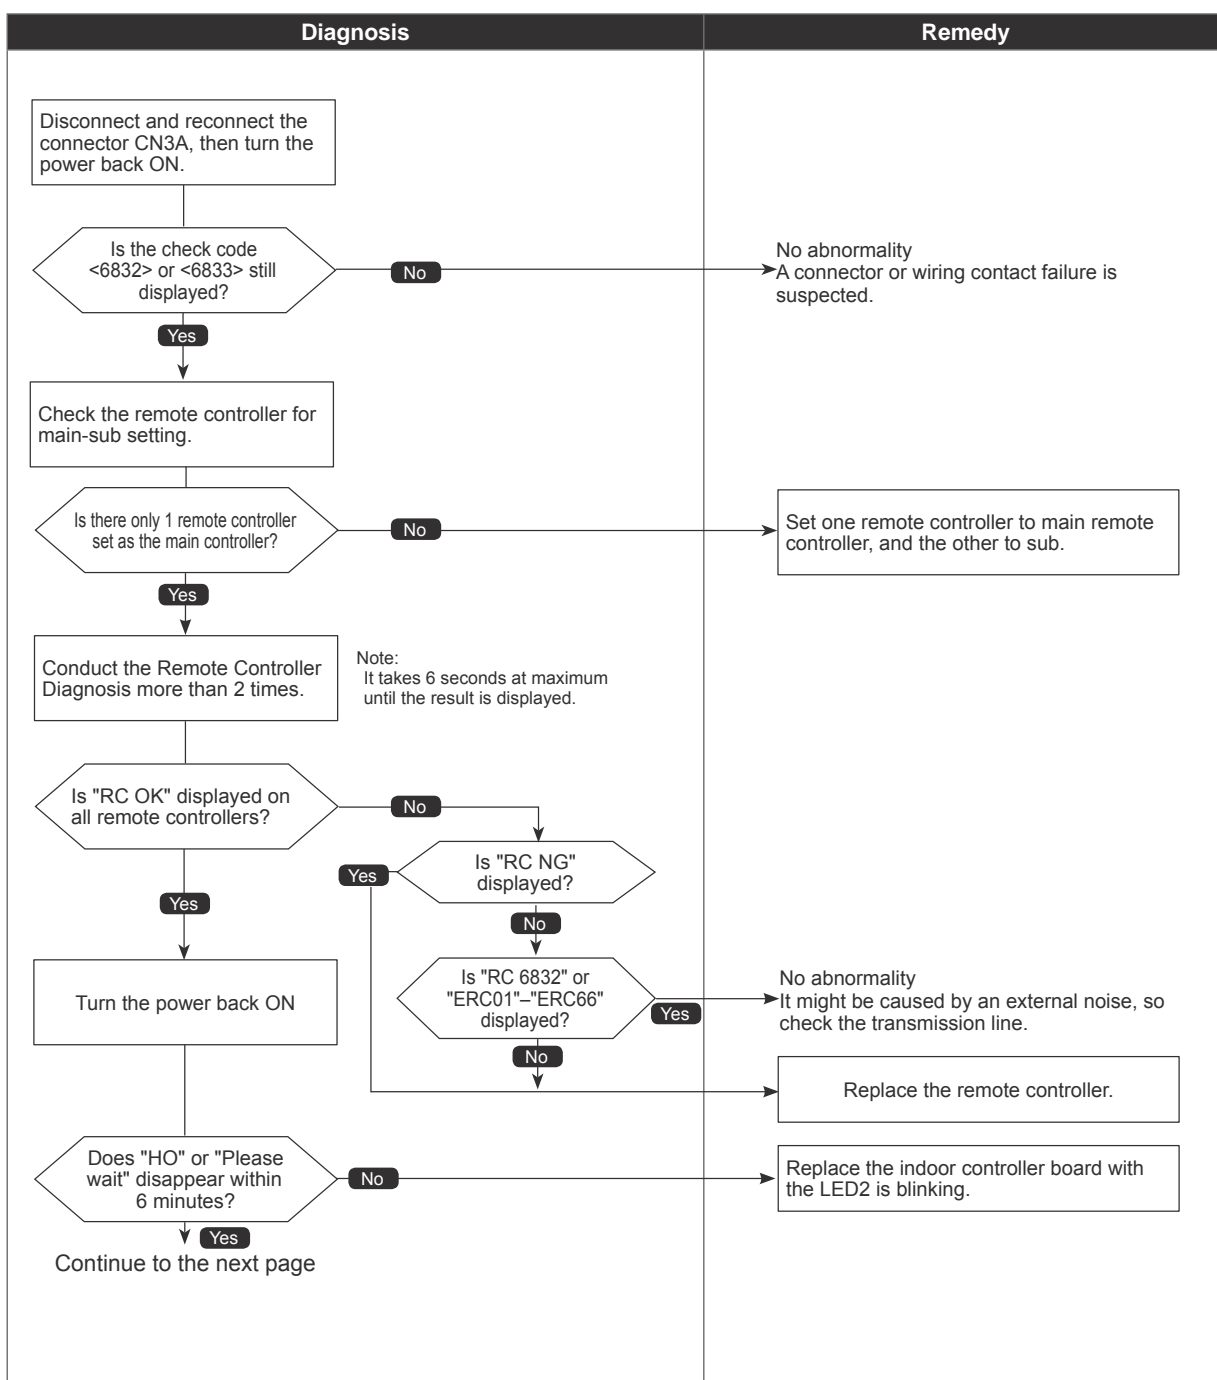 Diagnosis
Remedy
Disconnect and reconnect the
connector CN3A, then turn the
power back ON.
Is the check code
<6832> or <6833> still
displayed?
No
No abnormality
A connector or wiring contact failure is
suspected.
Yes
Check the remote controller for
main-sub setting.
Is there only 1 remote controller
set as the main controller?
No
Set one remote controller to main remote
controller, and the other to sub.
Yes
Conduct the Remote Controller
Diagnosis more than 2 times.
Note:
It takes 6 seconds at maximum
until the result is displayed.
Is "RC OK" displayed on
all remote controllers?
No
Is "RC NG"
displayed?
Yes
Yes
No
Is "RC 6832" or
"ERC01"–"ERC66"
displayed?
Yes
No abnormality
It might be caused by an external noise, so
check the transmission line.
Turn the power back ON
No
Replace the remote controller.
Does "HO" or "Please
wait" disappear within
6 minutes?
No
Replace the indoor controller board with
the LED2 is blinking.
Yes
Continue to the next page